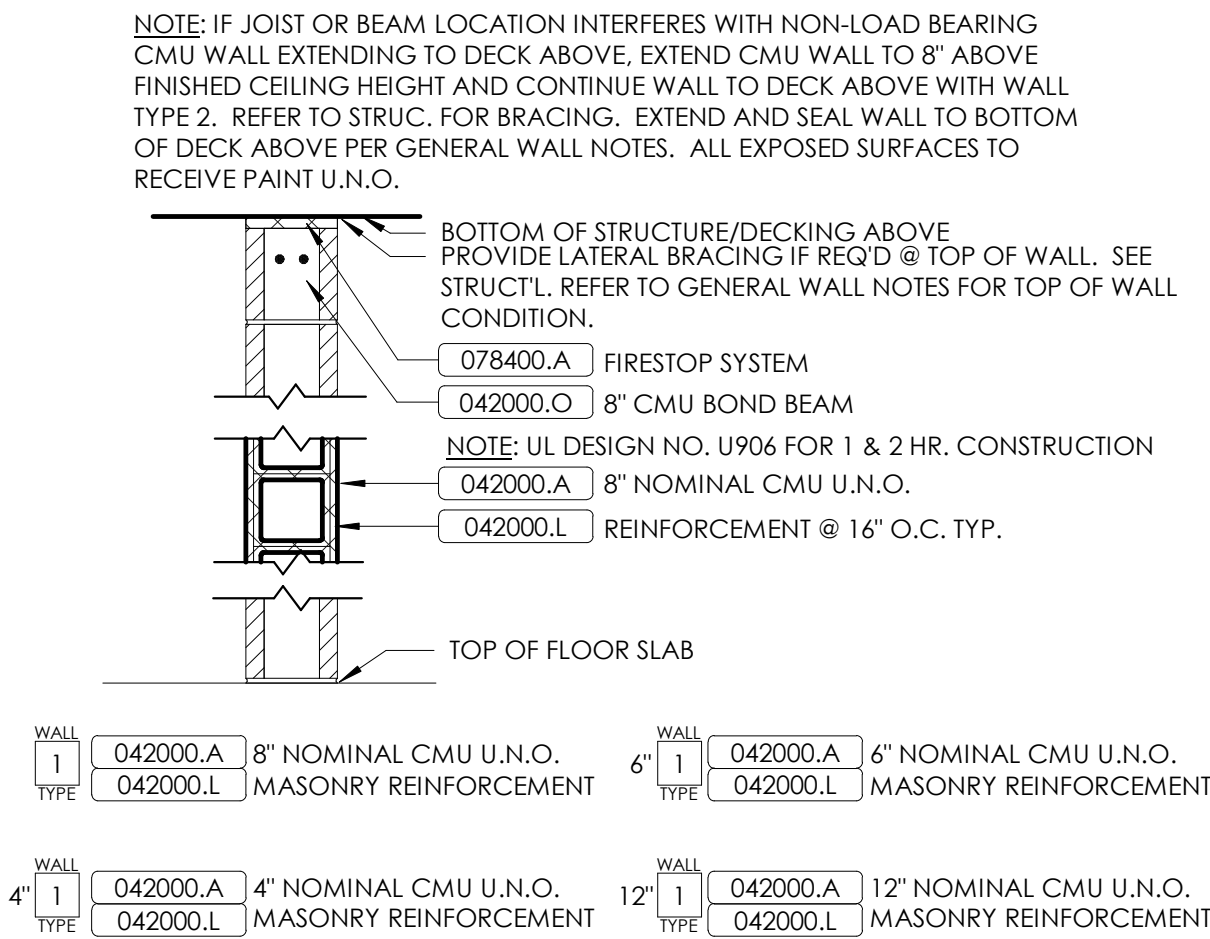 NOTE: IF JOIST OR BEAM LOCATION INTERFERES WITH NON-LOAD BEARING
CMU WALL EXTENDING TO DECK ABOVE, EXTEND CMU WALL TO 8" ABOVE
FINISHED CEILING HEIGHT AND CONTINUE WALL TO DECK ABOVE WITH WALL
TYPE 2. REFER TO STRUC. FOR BRACING. EXTEND AND SEAL WALL TO BOTTOM
OF DECK ABOVE PER GENERAL WALL NOTES. ALL EXPOSED SURFACES TO
RECEIVE PAINT U.N.O.
BOTTOM OF STRUCTURE/DECKING ABOVE
PROVIDE LATERAL BRACING IF REQ'D @ TOP OF WALL. SEE
STRUCT'L. REFER TO GENERAL WALL NOTES FOR TOP OF WALL
CONDITION.
078400.A FIRESTOP SYSTEM
042000.O 8" CMU BOND BEAM
NOTE: UL DESIGN NO. U906 FOR 1 & 2 HR. CONSTRUCTION
042000.A 8" NOMINAL CMU U.N.O.
042000.L REINFORCEMENT @ 16" O.C. TYP.
TOP OF FLOOR SLAB
WALL
1
TYPE
042000.A 8" NOMINAL CMU U.N.O.
042000.L MASONRY REINFORCEMENT
WALL
6" 1
TYPE
042000.A 6" NOMINAL CMU U.N.O.
042000.L MASONRY REINFORCEMENT
WALL
4" 1
TYPE
042000.A 4" NOMINAL CMU U.N.O.
042000.L MASONRY REINFORCEMENT
WALL
12" 1
TYPE
042000.A 12" NOMINAL CMU U.N.O.
042000.L MASONRY REINFORCEMENT